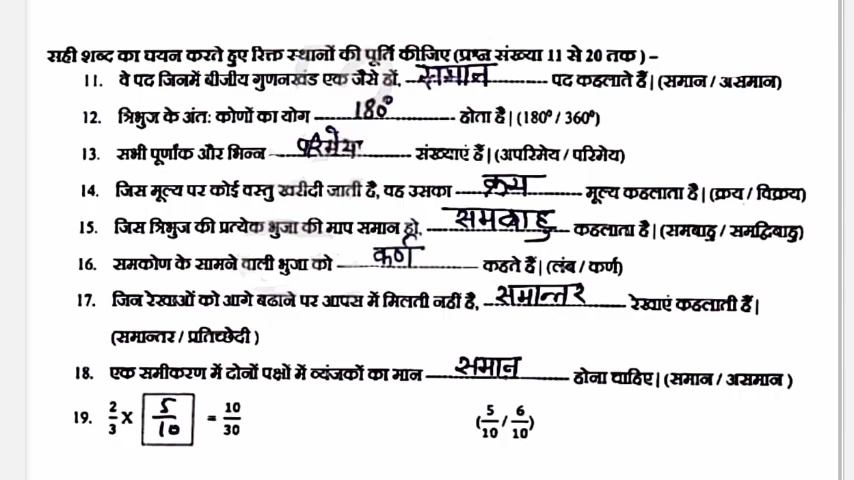 सही शब्द का चयन करते हुए रिक्त स्थानों की पूर्ति कीजिए (प्रश्न संख्या 11 से 20 तक ) –
11. वे पद जिनमें बीजीय गुणनखंड एक जैसे हों, समान पद कहलाते हैं | (समान / असमान)
12. त्रिभुज के अंत: कोणों का योग 180° होता है | (180° / 360°)
13. सभी पूर्णांक और भिन्न परिमेय संख्याएं हैं | (अपरिमेय / परिमेय)
14. जिस मूल्य पर कोई वस्तु खरीदी जाती है, वह उसका क्रय मूल्य कहलाता है | (क्रय / विक्रय)
15. जिस त्रिभुज की प्रत्येक भुजा की माप समान हो, समबाहु कहलाता है | (समबाहु / समद्विबाहु)
16. समकोण के सामने वाली भुजा को कर्ण कहते हैं | (लंब / कर्ण)
17. जिन रेखाओं को आगे बढाने पर आपस में मिलती नहीं है, समान्तर रेखाएं कहलाती हैं |
(समान्तर / प्रतिच्छेदी )
18. एक समीकरण में दोनों पक्षों में व्यंजकों का मान समान होना चाहिए | (समान / असमान )
19. 2/3 X 5/10 = 10/30 (5/10 / 6/10)